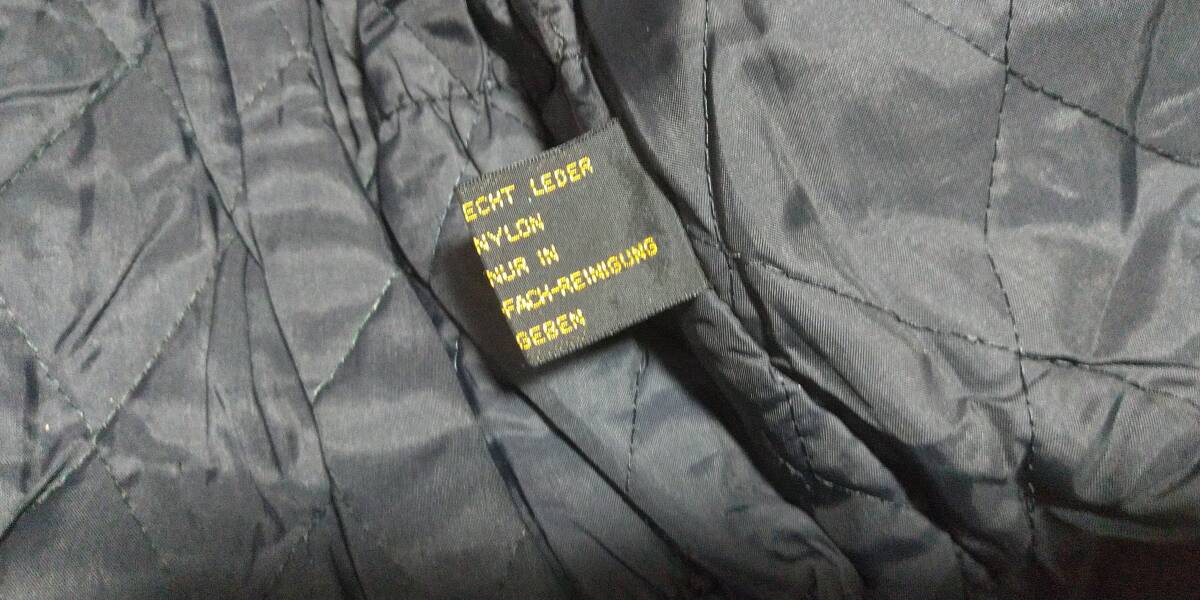 ECHT LEDER
NYLON
NUR IN
FACH-REINIGUNG
GEBEN